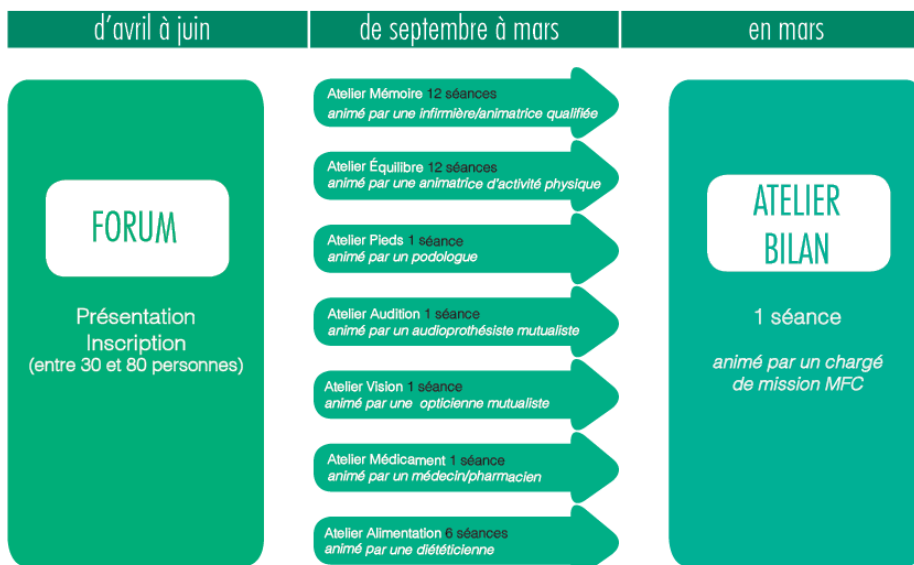 d'avril à juin
de septembre à mars
en mars
FORUM
Présentation
Inscription
(entre 30 et 80 personnes)
Atelier Mémoire 12 séances
animé par une infirmière/animatrice qualifiée
Atelier Équilibre 12 séances
animé par une animatrice d'activité physique
Atelier Pieds 1 séance
animé par un podologue
Atelier Audition 1 séance
animé par un audioprothésiste mutualiste
Atelier Vision 1 séance
animé par une opticienne mutualiste
Atelier Médicament 1 séance
animé par un médecin/pharmacien
Atelier Alimentation 6 séances
animé par une diététicienne
ATELIER
BILAN
1 séance
animé par un chargé
de mission MFC